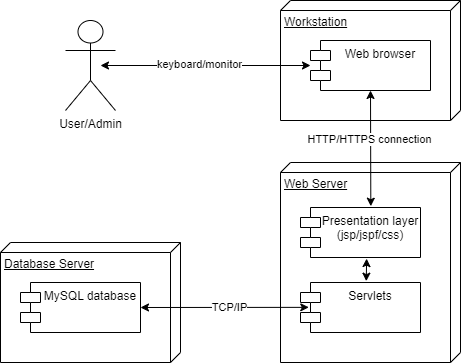 Workstation
Web browser
keyboard/monitor
User/Admin
HTTP/HTTPS connection
Web Server
Presentation layer
(jsp/jspf/css)
Database Server
MySQL database
TCP/IP
Servlets